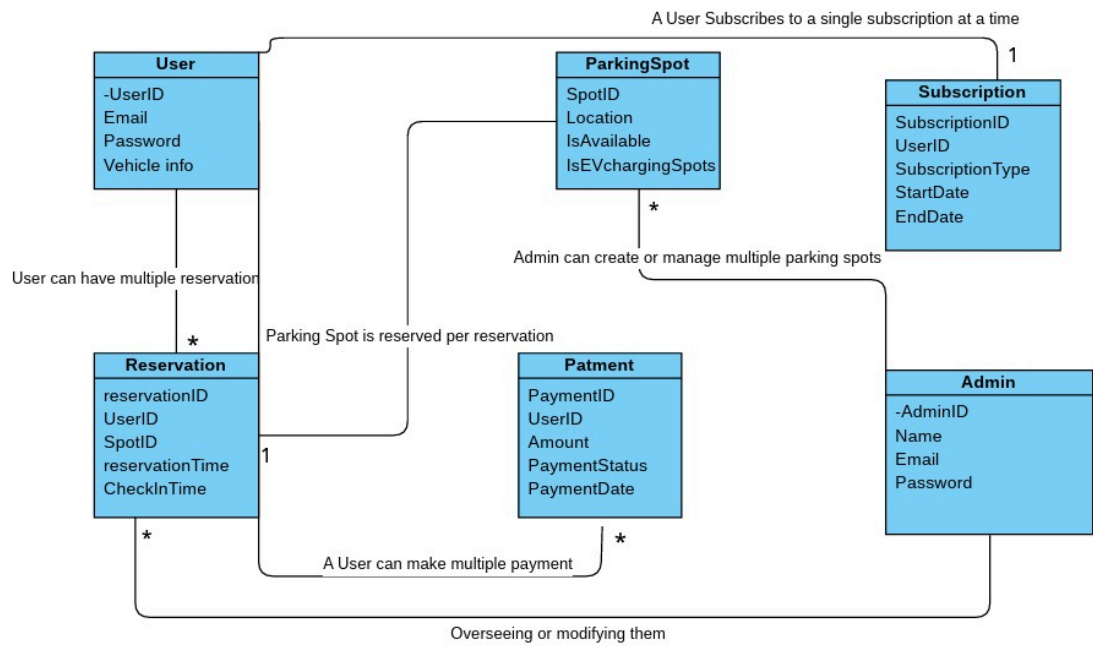 A User Subscribes to a single subscription at a time
1
User
-UserID
Email
Password
Vehicle info
ParkingSpot
SpotID
Location
IsAvailable
IsEVchargingSpots
*
Subscription
SubscriptionID
UserID
SubscriptionType
StartDate
EndDate
Admin can create or manage multiple parking spots
User can have multiple reservation
*
Parking Spot is reserved per reservation
Reservation
reservationID
UserID
SpotID
reservationTime
CheckInTime
1
*
Patment
PaymentID
UserID
Amount
PaymentStatus
PaymentDate
*
Admin
-AdminID
Name
Email
Password
A User can make multiple payment
Overseeing or modifying them